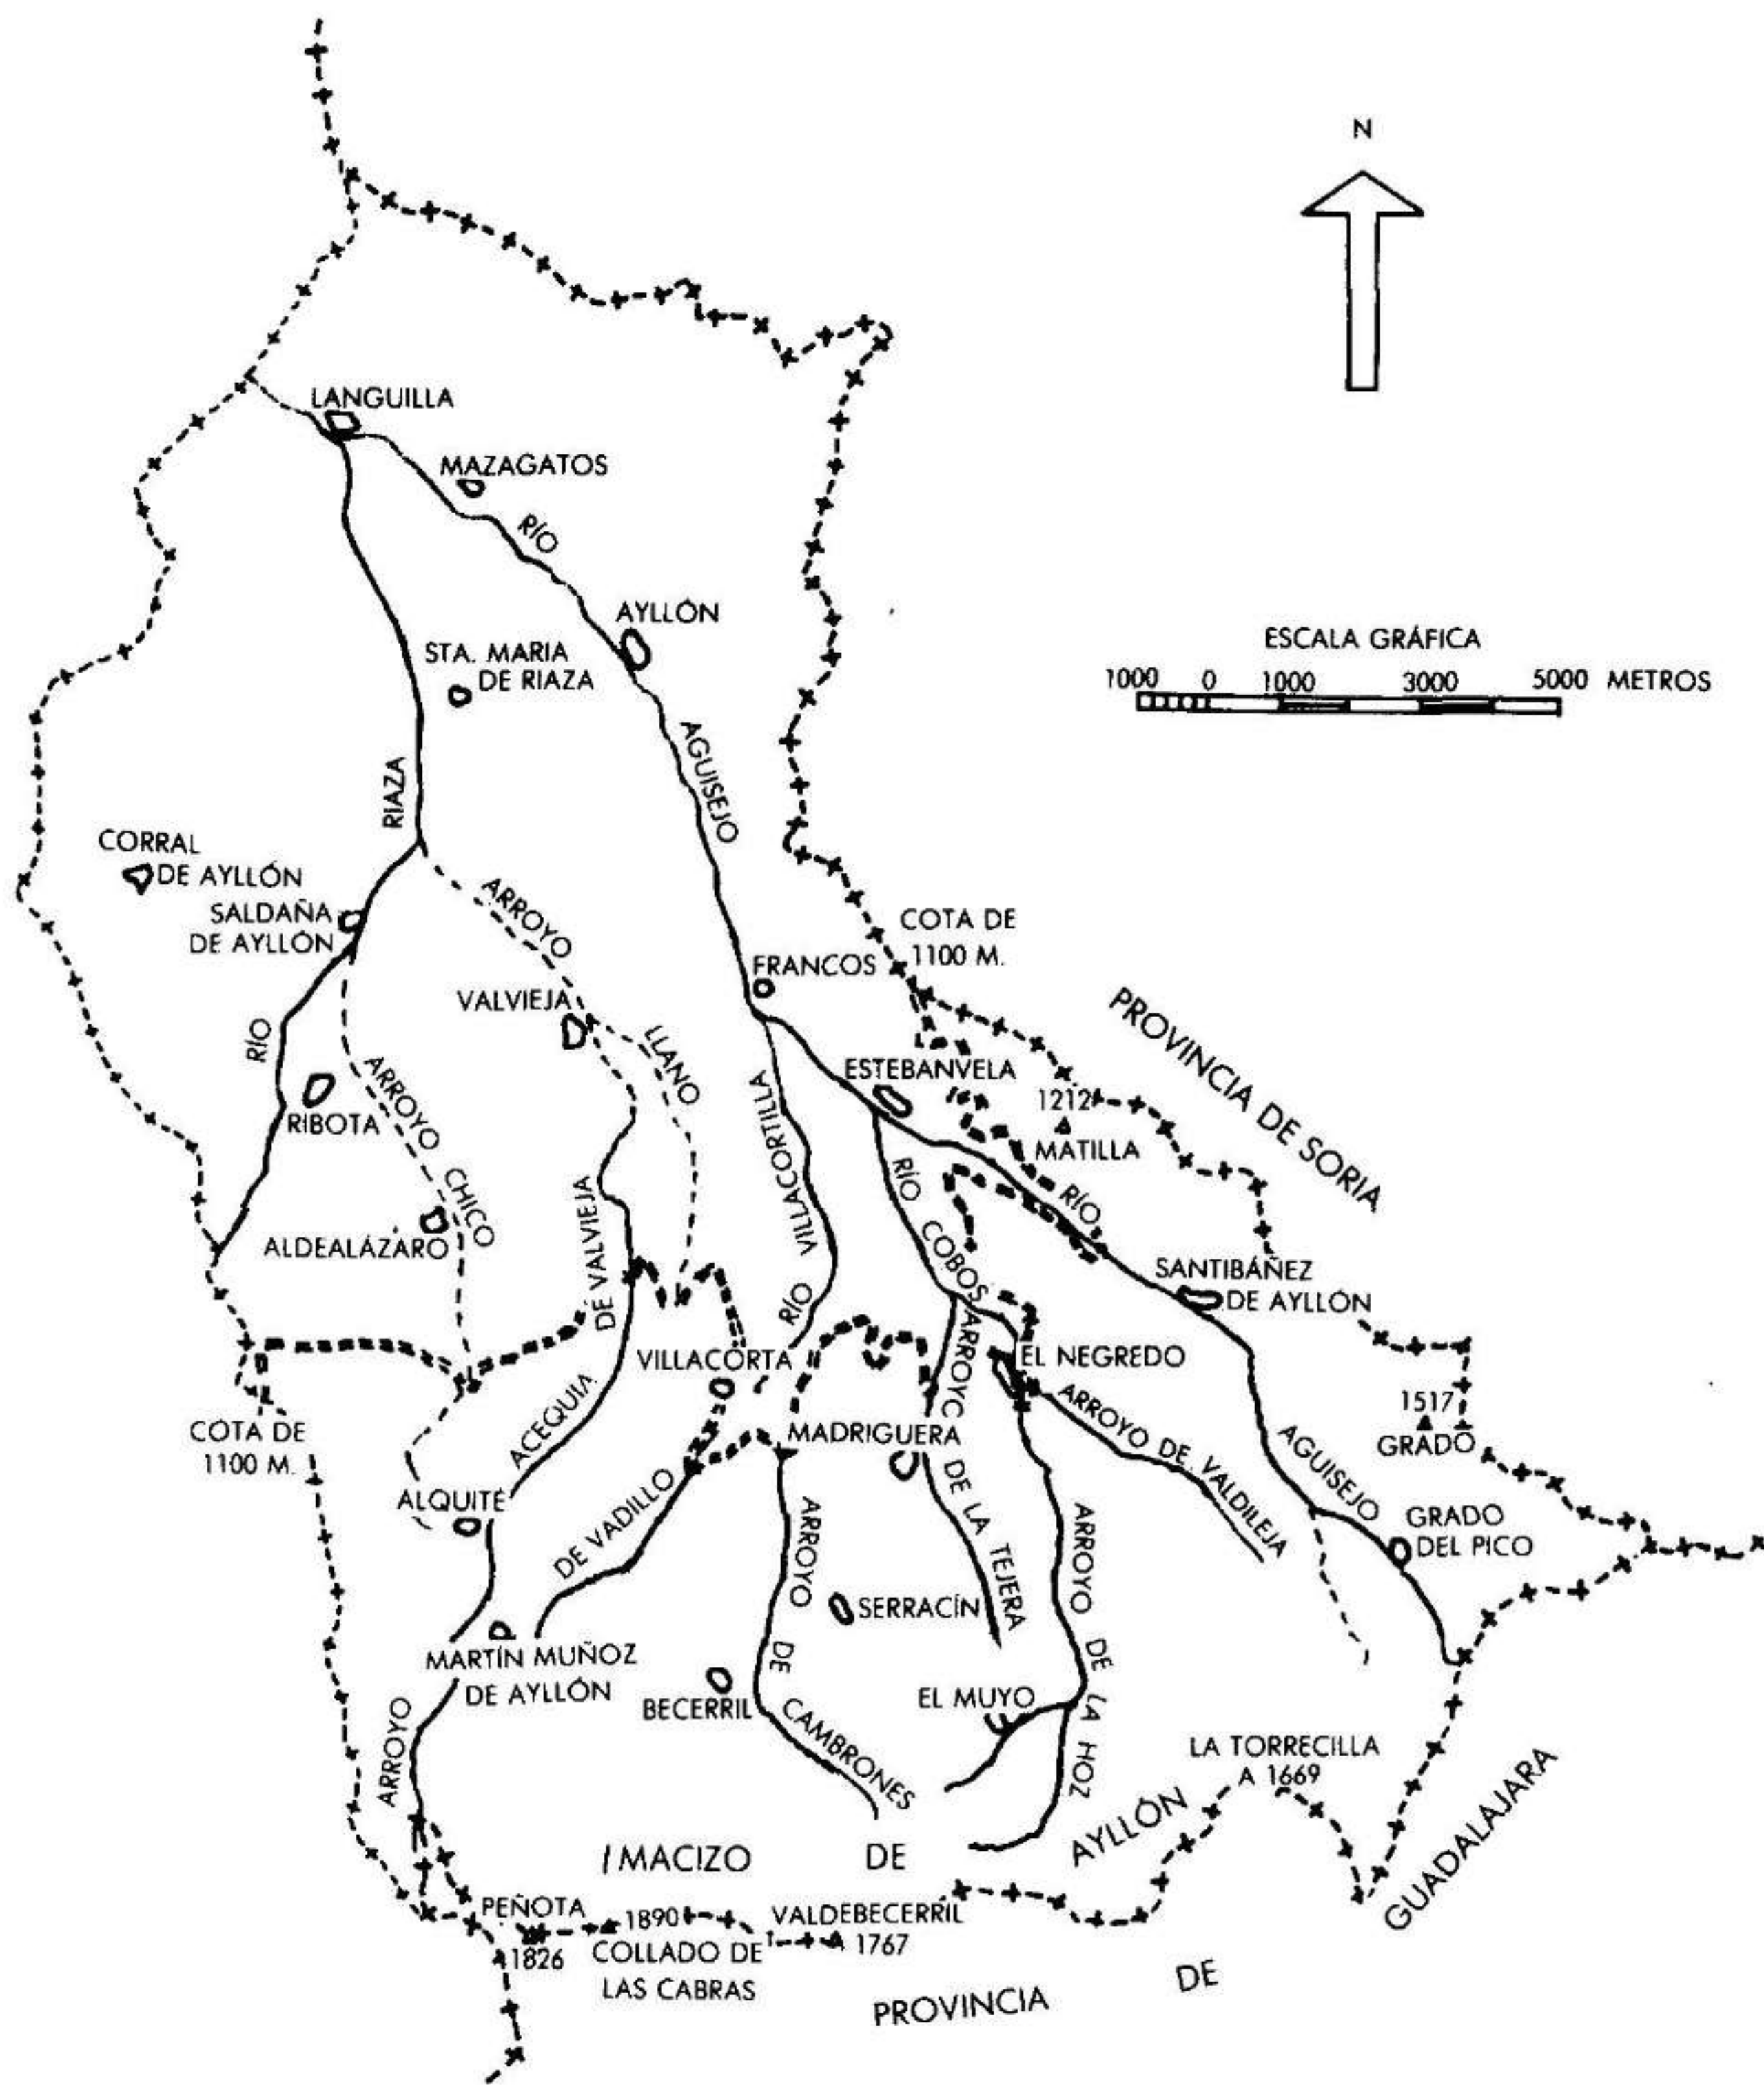 N
LANGUILLA
MAZAGATOS
RÍO
AYLLÓN
ESCALA GRÁFICA
1000 0 1000 3000 5000 METROS
STA. MARIA
DE RIAZA
AGUISEJO
RIAZA
CORRAL
DE AYLLÓN
SALDAÑA
DE AYLLÓN
ARROYO
COTA DE
1100 M.
FRANCOS
VALVIEJA
LLANO
PROVINCIA DE SORIA
RÍO
ARROYO CHICO
RIBOTA
ESTEBANVELA
1212
MATILLA
RÍO VILLACORTILLA
RÍO COBOS
RÍO
ALDEALÁZARO
DE VALVIEJA
SANTIBÁÑEZ
DE AYLLÓN
VILLACORTA
EL NEGREDO
1517
GRADO
COTA DE
1100 M.
ACEQUIA
MADRIGUERA
ARROYO DE LA TEJERA
ARROYO DE VALDILEJA
AGUISEJO
ALQUITÉ
DE VADILLO
GRADO
DEL PICO
ARROYO DE CAMBRONES
SERRACÍN
ARROYO DE LA HOZ
MARTÍN MUÑOZ
DE AYLLÓN
BECERRIL
EL MUYO
ARROYO
LA TORRECILLA
A 1669
MACIZO DE AYLLÓN
GUADALAJARA
PEÑOTA
1826
1890
COLLADO DE
LAS CABRAS
VALDEBECERRIL
1767
PROVINCIA DE